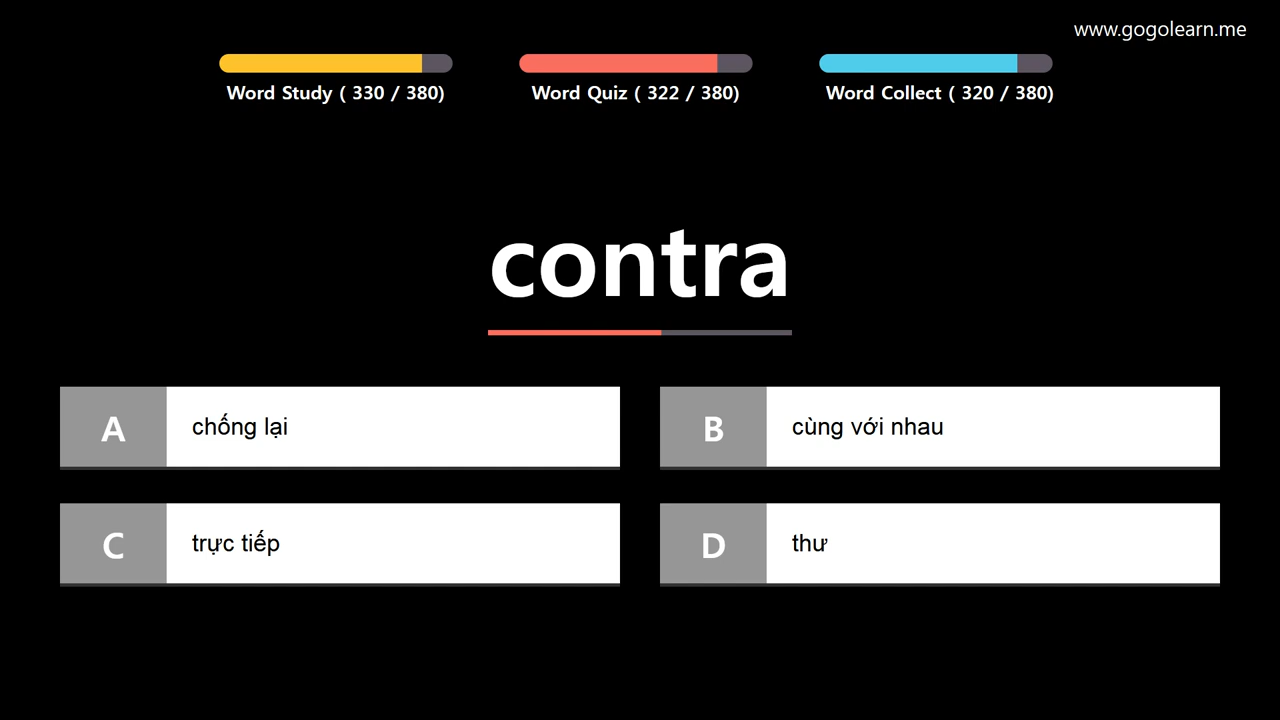 www.gogolearn.me
Word Study ( 330 / 380)
Word Quiz ( 322 / 380)
Word Collect ( 320 / 380)
contra
A
chống lại
B
cùng với nhau
C
trực tiếp
D
thư